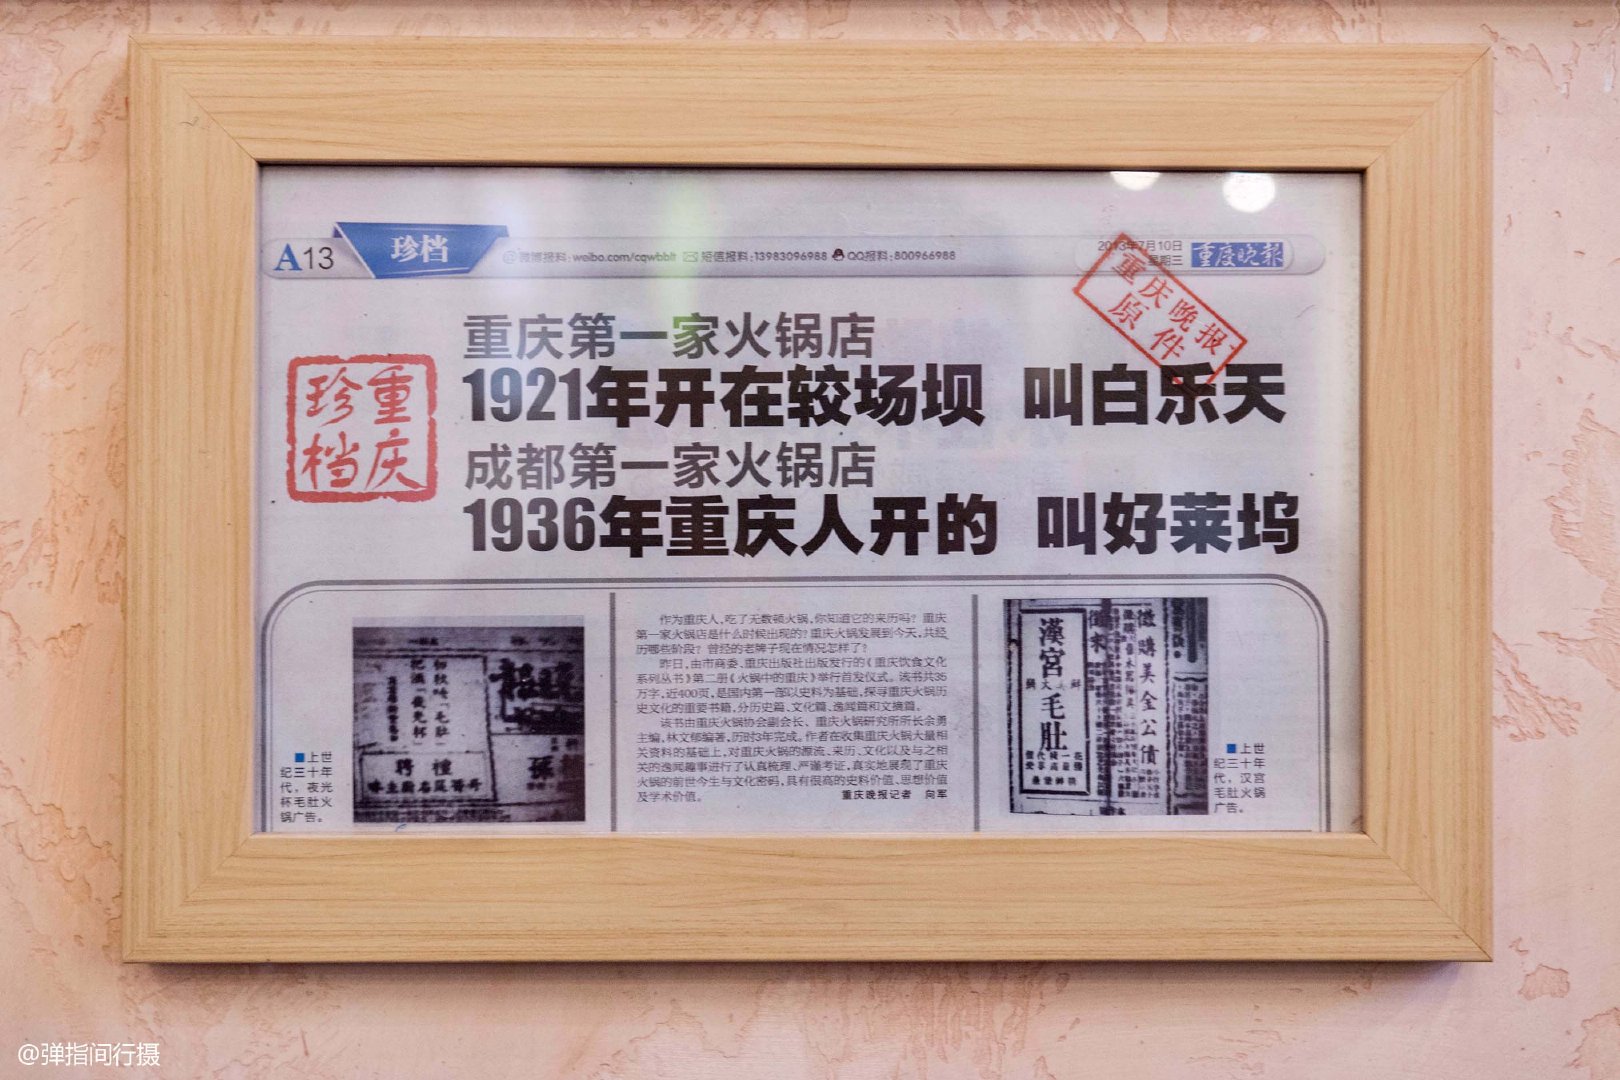 A13
珍档
@微博报料:weibo.com/cqwbblt 短信报料:13983096988 QQ报料:800966988
2013年7月10日
星期三
重庆晚报
重庆晚报
原件
重庆
珍档
重庆第一家火锅店
1921年开在较场坝 叫白乐天
成都第一家火锅店
1936年重庆人开的 叫好莱坞
■上世
纪三十年
代，夜光
杯毛肚火
锅广告。
作为重庆人,吃了无数顿火锅,你知道它的来历吗？重庆
第一家火锅店是什么时候出现的?重庆火锅发展到今天,共经
历哪些阶段？曾经的老牌子现在情况怎样了？
昨日,由市商委、重庆出版社出版发行的《重庆饮食文化
系列丛书》第二册《火锅中的重庆》举行首发仪式。该书共35
万字,近400页,是国内第一部以史料为基础,探寻重庆火锅历
史文化的重要书籍,分历史篇、文化篇、逸闻篇和文摘篇。
该书由重庆火锅协会副会长、重庆火锅研究所所长余勇
主编,林文郁编著,历时3年完成。作者在收集重庆火锅大量相
关资料的基础上,对重庆火锅的源流、来历、文化以及与之相
关的逸闻趣事进行了认真梳理、严谨考证,真实地展现了重庆
火锅的前世今生与文化密码,具有很高的史料价值、思想价值
及学术价值。
重庆晚报记者 向军
漢宮毛肚
徵購美金公債
徵求
■上世
纪三十年
代，汉宫
毛肚火锅
广告。
@弹指间行摄